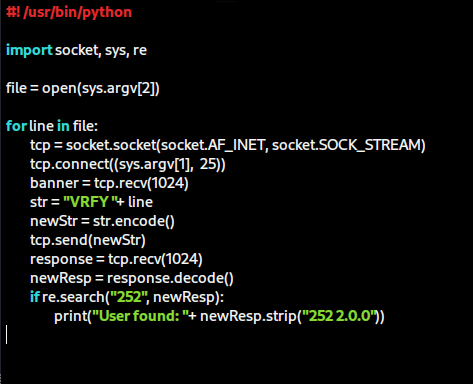 #! /usr/bin/python
import socket, sys, re
file = open(sys.argv[2])
for line in file:
tcp = socket.socket(socket.AF_INET, socket.SOCK_STREAM)
tcp.connect((sys.argv[1], 25))
banner = tcp.recv(1024)
str = "VRFY "+ line
newStr = str.encode()
tcp.send(newStr)
response = tcp.recv(1024)
newResp = response.decode()
if re.search("252", newResp):
print("User found: "+ newResp.strip("252 2.0.0"))